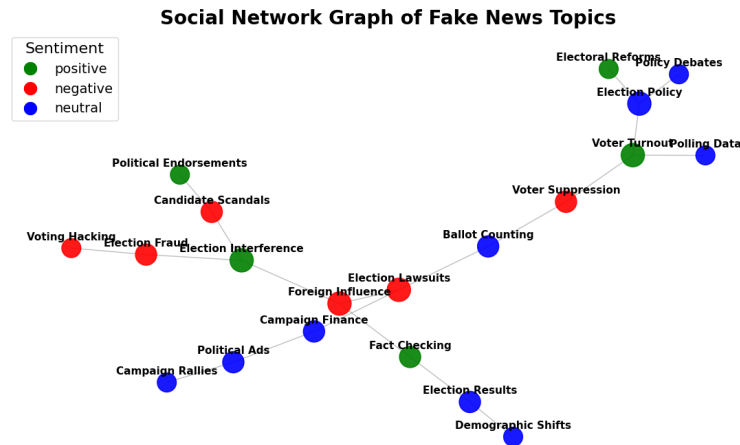 Social Network Graph of Fake News Topics
Sentiment
positive
negative
neutral
Electoral Reforms
Policy Debates
Election Policy
Voter Turnout
Polling Data
Political Endorsements
Voter Suppression
Candidate Scandals
Ballot Counting
Voting Hacking
Election Fraud
Election Interference
Election Lawsuits
Foreign Influence
Campaign Finance
Fact Checking
Political Ads
Campaign Rallies
Election Results
Demographic Shifts